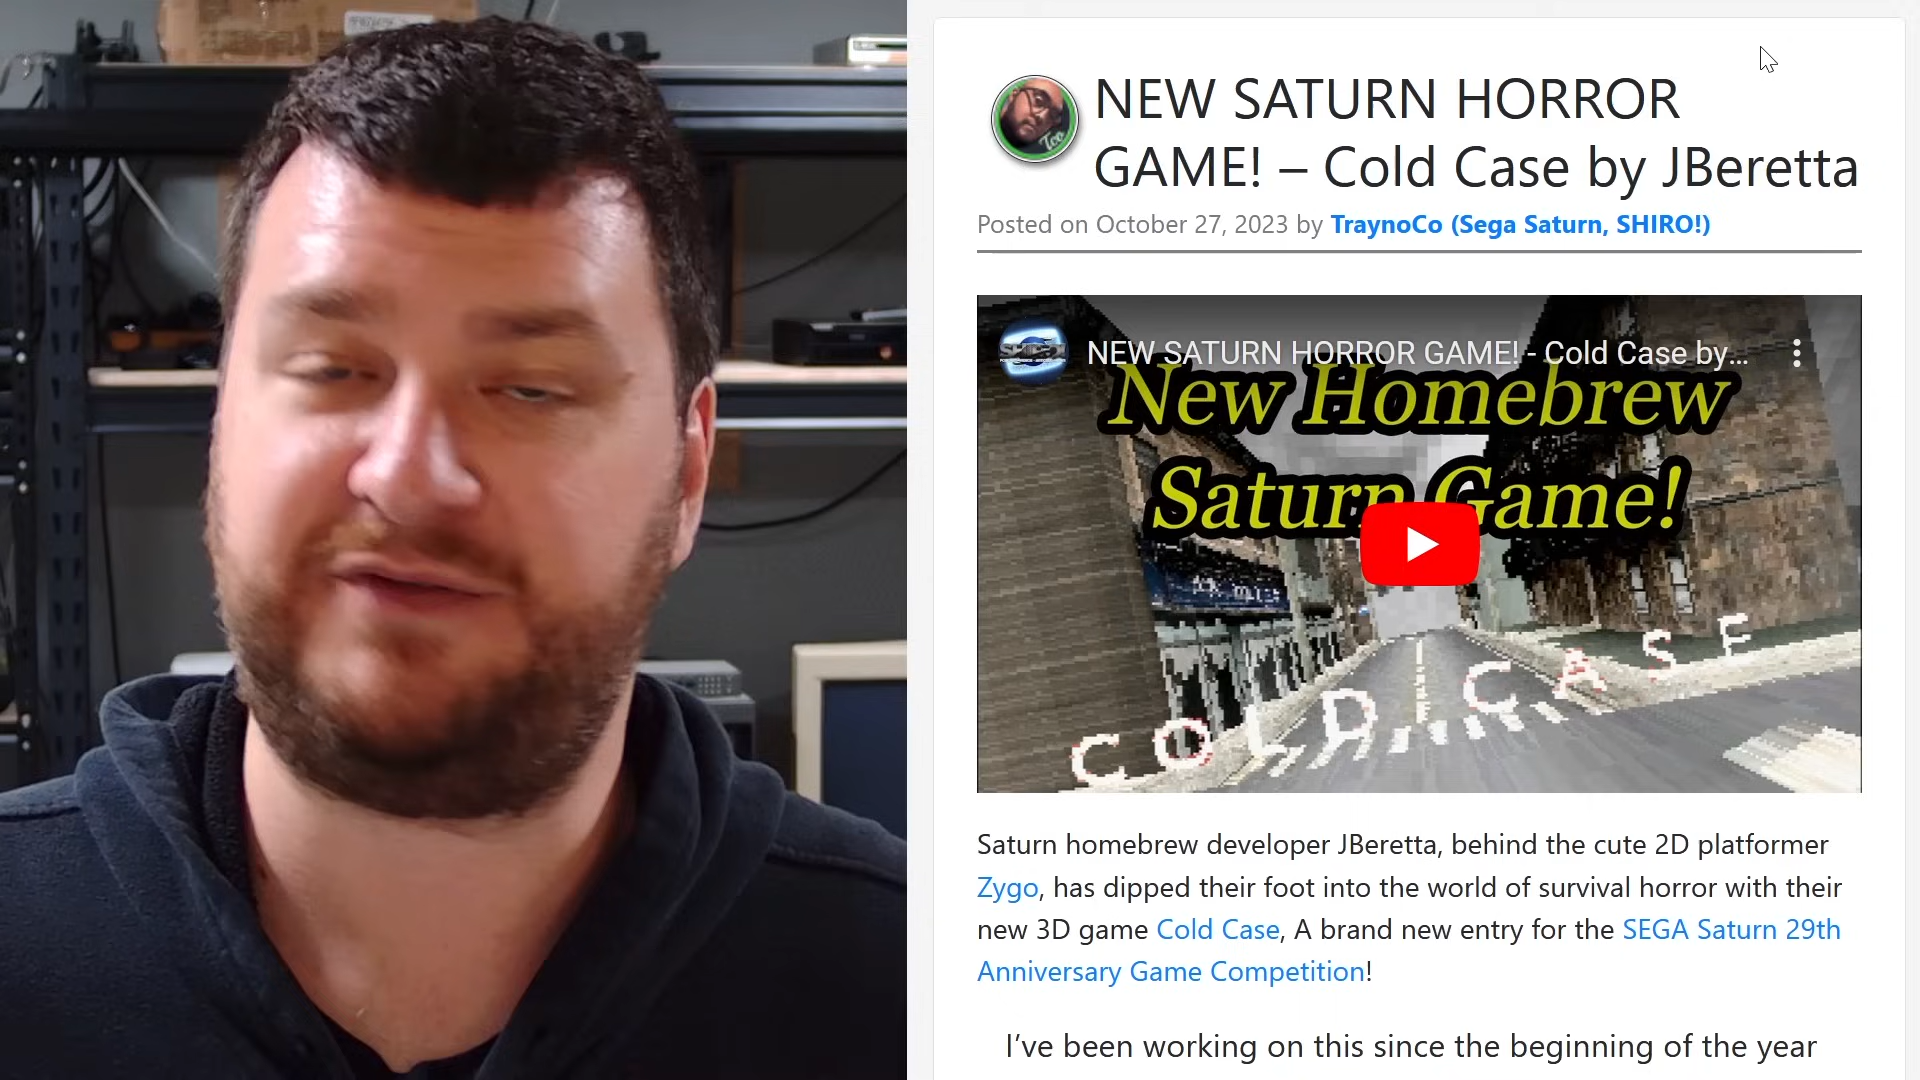 NEW SATURN HORROR
GAME! – Cold Case by JBeretta
Posted on October 27, 2023 by TraynoCo (Sega Saturn, SHIRO!)
Too
SHIRO!
NEW SATURN HORROR GAME! - Cold Case by...
New Homebrew
Saturn Game!
COLD CASE
Saturn homebrew developer JBeretta, behind the cute 2D platformer
Zygo, has dipped their foot into the world of survival horror with their
new 3D game Cold Case, A brand new entry for the SEGA Saturn 29th
Anniversary Game Competition!
I’ve been working on this since the beginning of the year